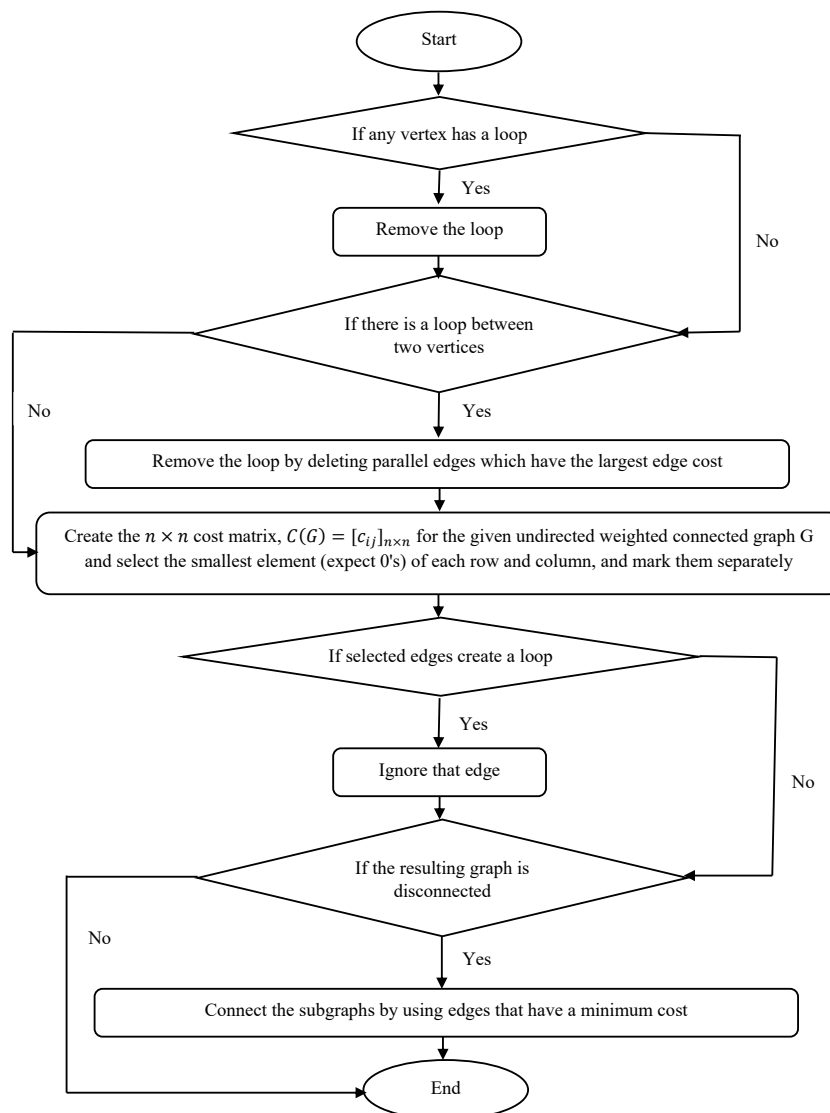 Start
If any vertex has a loop
Yes
Remove the loop
No
If there is a loop between
two vertices
No
Yes
Remove the loop by deleting parallel edges which have the largest edge cost
Create the 𝑛 × 𝑛 cost matrix, 𝐶(𝐺) = [𝑐ᵢⱼ]ₙ×ₙ for the given undirected weighted connected graph G
and select the smallest element (expect 0's) of each row and column, and mark them separately
If selected edges create a loop
Yes
Ignore that edge
No
If the resulting graph is
disconnected
No
Yes
Connect the subgraphs by using edges that have a minimum cost
End